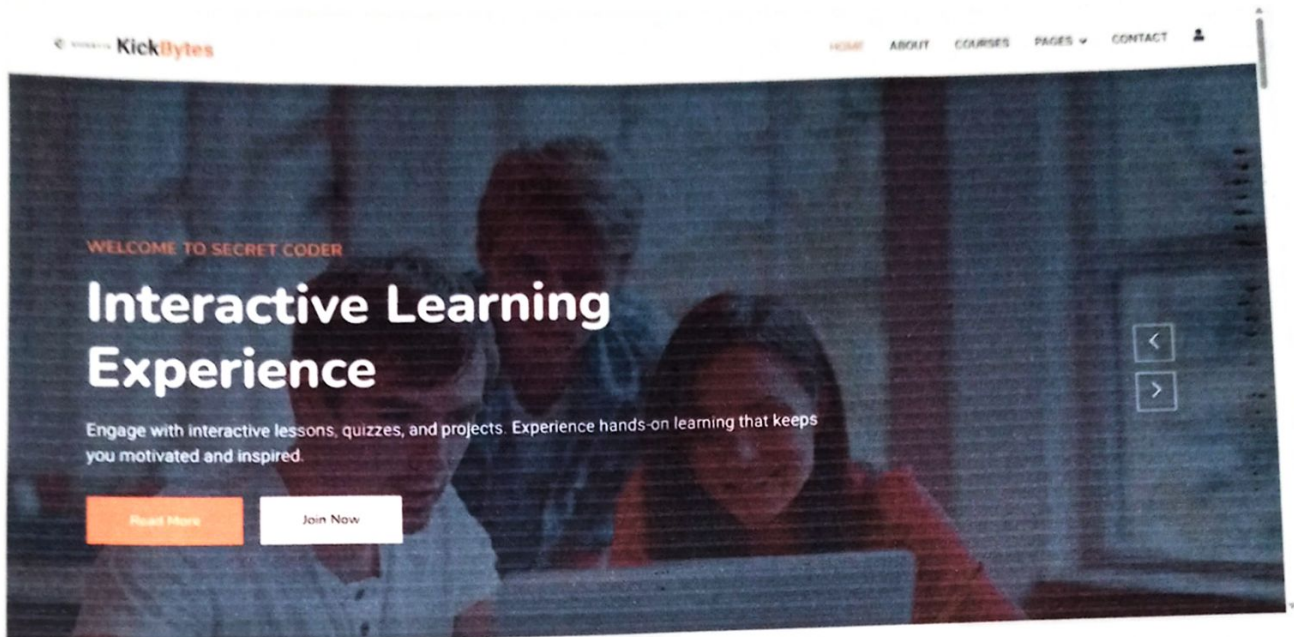 KickBytes
HOME ABOUT COURSES PAGES CONTACT
WELCOME TO SECRET CODER
Interactive Learning
Experience
Engage with interactive lessons, quizzes, and projects. Experience hands-on learning that keeps
you motivated and inspired.
Read More Join Now